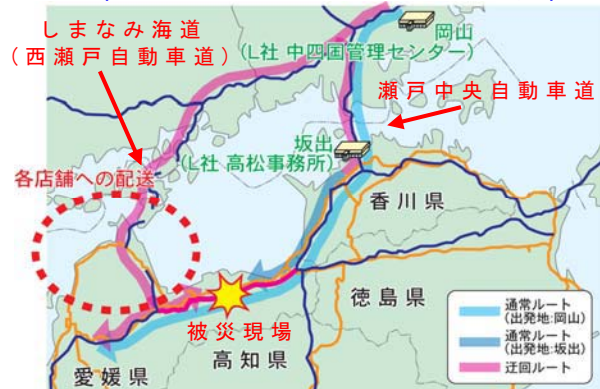 しまなみ海道
(西瀬戸自動車道)
岡山
(L社 中四国管理センター)
瀬戸中央自動車道
坂出
(L社 高松事務所)
各店舗への配送
香川県
徳島県
被災現場
高知県
愛媛県
通常ルート
(出発地:岡山)
通常ルート
(出発地:坂出)
迂回ルート